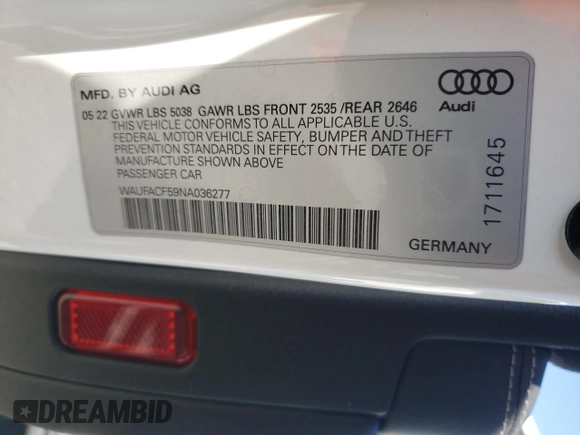 MFD. BY AUDI AG
Audi
05 22 GVWR LBS 5038 GAWR LBS FRONT 2535 /REAR 2646
THIS VEHICLE CONFORMS TO ALL APPLICABLE U.S.
FEDERAL MOTOR VEHICLE SAFETY, BUMPER AND THEFT
PREVENTION STANDARDS IN EFFECT ON THE DATE OF
MANUFACTURE SHOWN ABOVE
PASSENGER CAR
WAUFACF59NA036277
1711645
GERMANY
DREAMBID